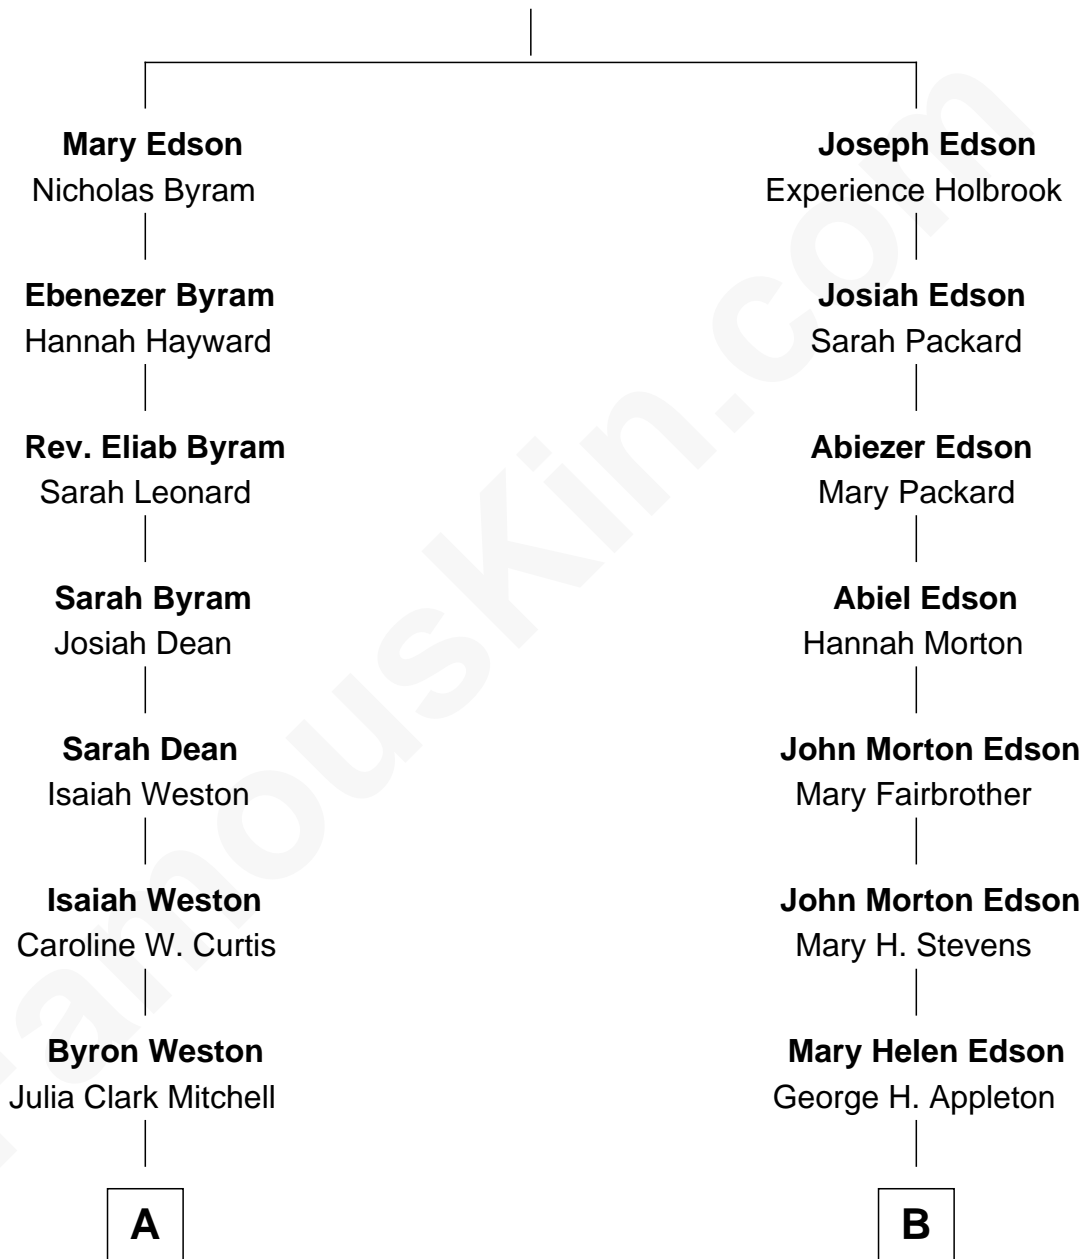 Mary Edson
Nicholas Byram
Joseph Edson
Experience Holbrook
Ebenezer Byram
Hannah Hayward
Josiah Edson
Sarah Packard
Rev. Eliab Byram
Sarah Leonard
Abiezer Edson
Mary Packard
Sarah Byram
Josiah Dean
Abiel Edson
Hannah Morton
Sarah Dean
Isaiah Weston
John Morton Edson
Mary Fairbrother
Isaiah Weston
Caroline W. Curtis
John Morton Edson
Mary H. Stevens
Byron Weston
Julia Clark Mitchell
Mary Helen Edson
George H. Appleton
A
B
FamousKin.com